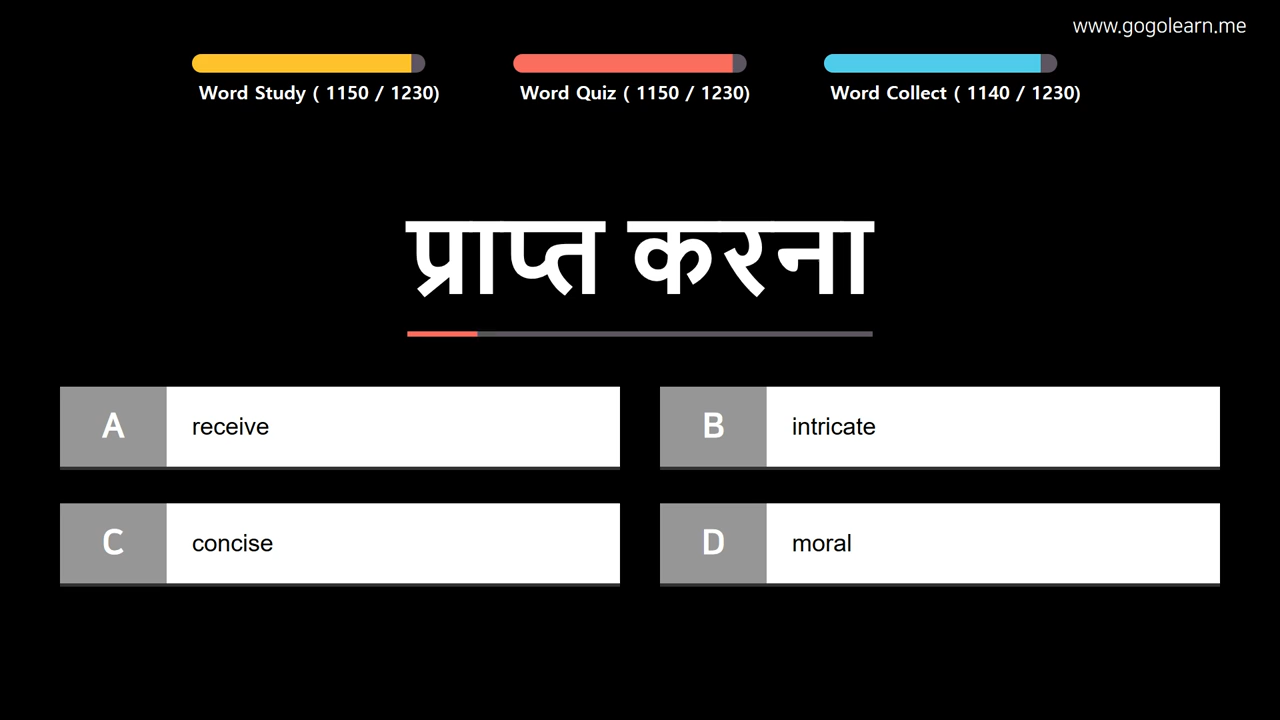 www.gogolearn.me
Word Study ( 1150 / 1230)
Word Quiz ( 1150 / 1230)
Word Collect ( 1140 / 1230)
प्राप्त करना
A receive
B intricate
C concise
D moral